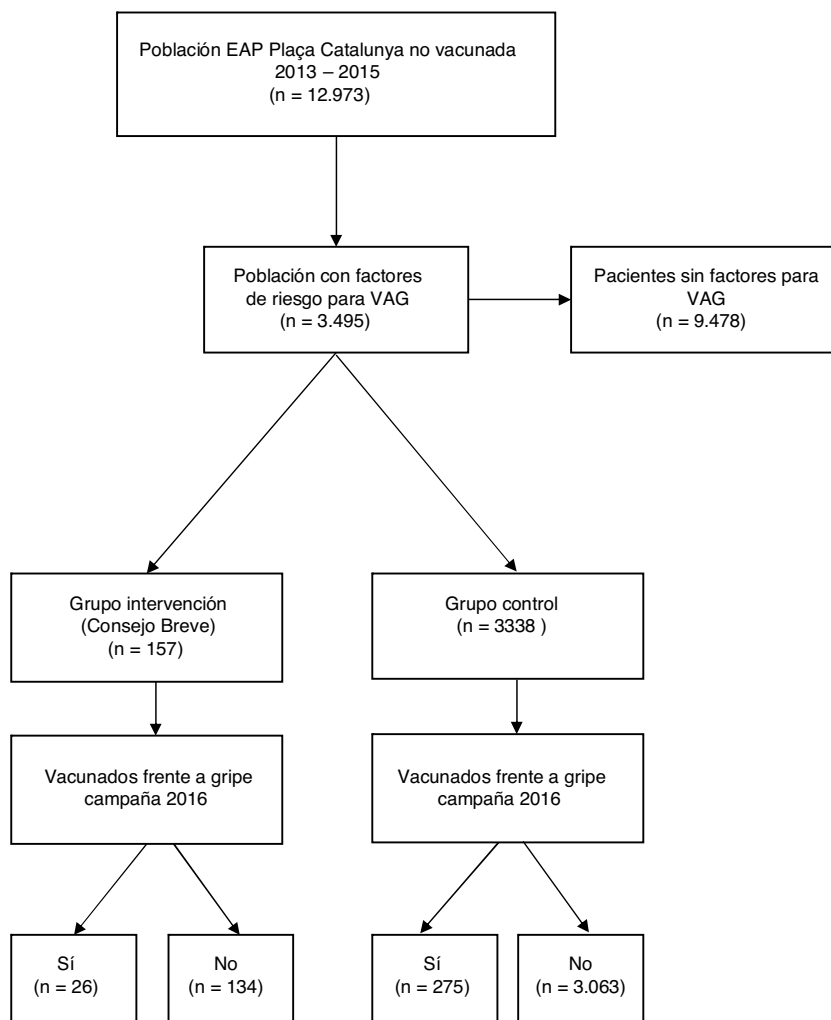 Población EAP Plaça Catalunya no vacunada
2013 – 2015
(n = 12.973)
Población con factores
de riesgo para VAG
(n = 3.495)
Pacientes sin factores para
VAG
(n = 9.478)
Grupo intervención
(Consejo Breve)
(n = 157)
Grupo control
(n = 3338 )
Vacunados frente a gripe
campaña 2016
Vacunados frente a gripe
campaña 2016
Sí
(n = 26)
No
(n = 134)
Sí
(n = 275)
No
(n = 3.063)